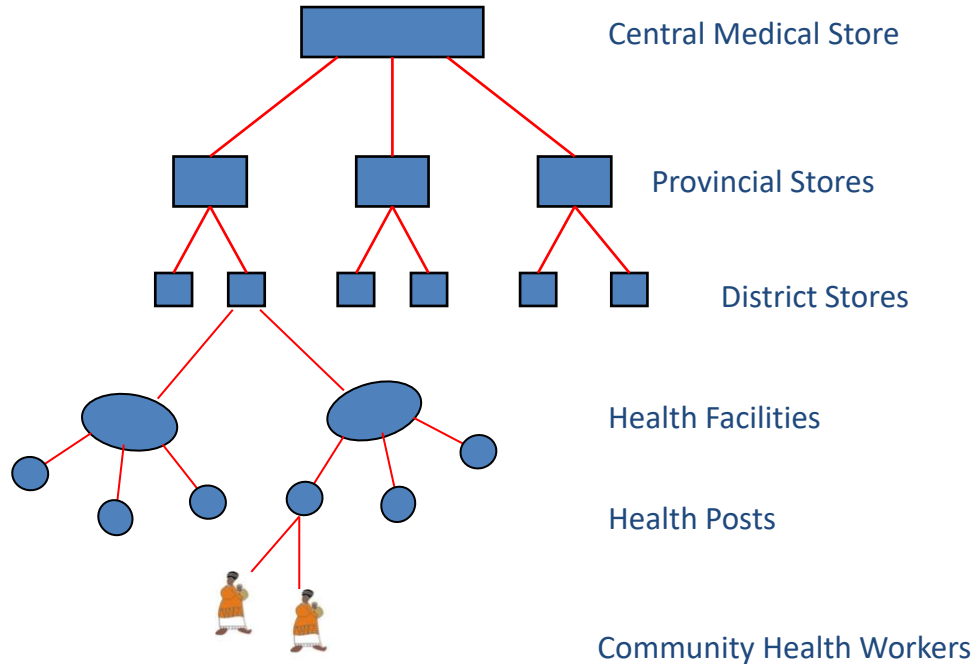 Central Medical Store
Provincial Stores
District Stores
Health Facilities
Health Posts
Community Health Workers